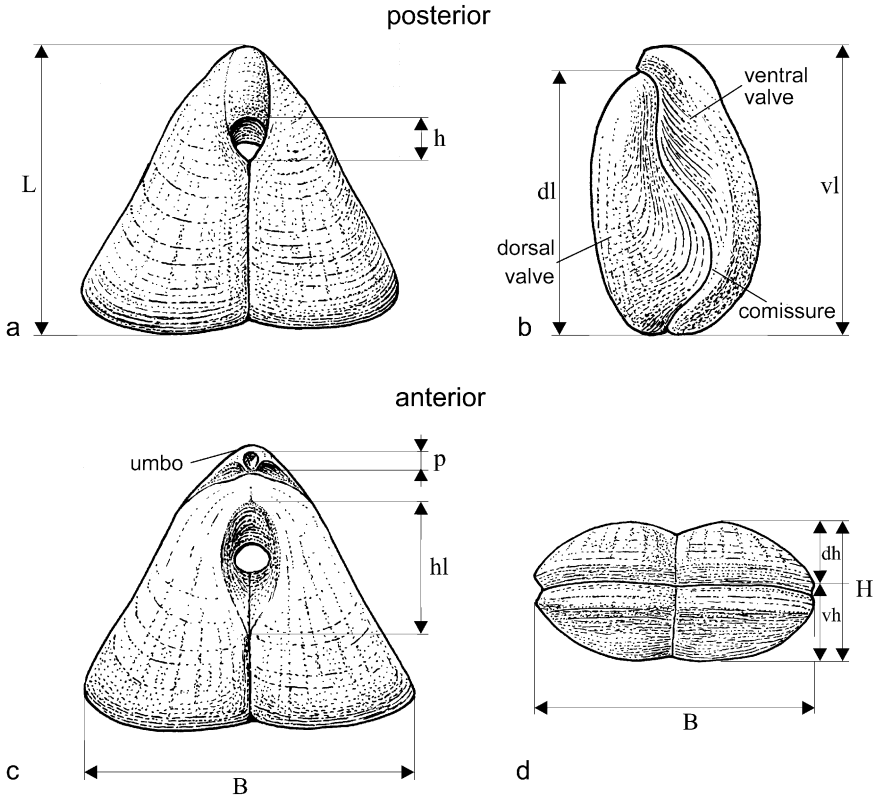 posterior
L
h
a
dl
ventral
valve
vl
dorsal
valve
comissure
b
anterior
umbo
p
hl
B
c
dh
vh
H
B
d